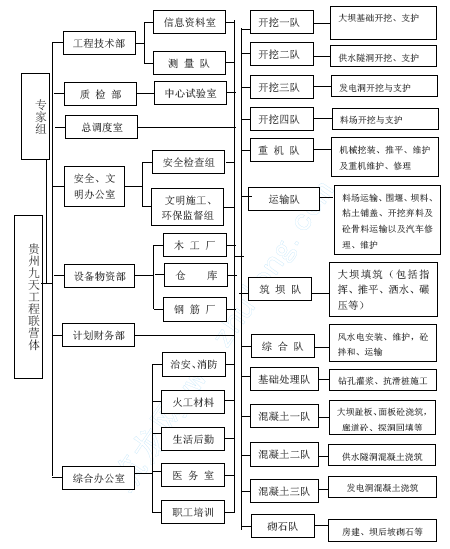 专家组
贵州九天工程联营体
工程技术部
质 检 部
总调度室
安全、文
明办公室
设备物资部
计划财务部
综合办公室
信息资料室
测 量 队
中心试验室
安全检查组
文明施工、
环保监督组
木 工 厂
仓 库
钢 筋 厂
治安、消防
火工材料
生活后勤
医 务 室
职工培训
开挖一队
大坝基础开挖、支护
开挖二队
供水隧洞开挖、支护
开挖三队
发电洞开挖与支护
开挖四队
料场开挖与支护
重 机 队
机械挖装、推平、维护
及重机维护、修理
运输队
料场运输、围堰、坝料、
粘土铺盖、开挖弃料及
砼骨料运输以及汽车修
理、维护
筑 坝 队
大坝填筑（包括指
挥、推平、洒水、碾
压等）
综 合 队
风水电安装、维护，砼
拌和、运输
基础处理队
钻孔灌浆、抗滑桩施工
混凝土一队
大坝趾板、面板砼浇筑，
廊道砼、探洞回填等
混凝土二队
供水隧洞混凝土浇筑
混凝土三队
发电洞混凝土浇筑
砌石队
房建、坝后坡砌石等